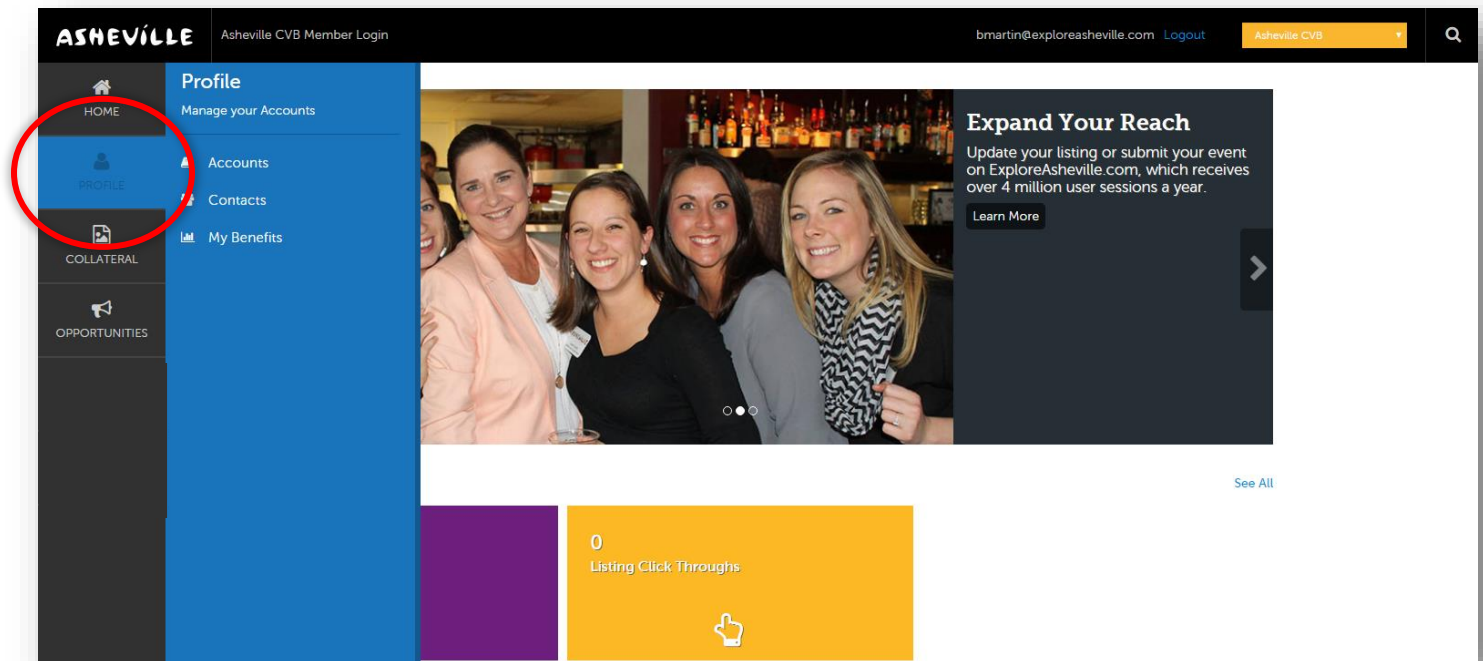 ASHEVILLE
Asheville CVB Member Login
bmartin@exploreasheville.com Logout
Asheville CVB
HOME
PROFILE
COLLATERAL
OPPORTUNITIES
Profile
Manage your Accounts
Accounts
Contacts
My Benefits
Expand Your Reach
Update your listing or submit your event
on ExploreAsheville.com, which receives
over 4 million user sessions a year.
Learn More
See All
0
Listing Click Throughs